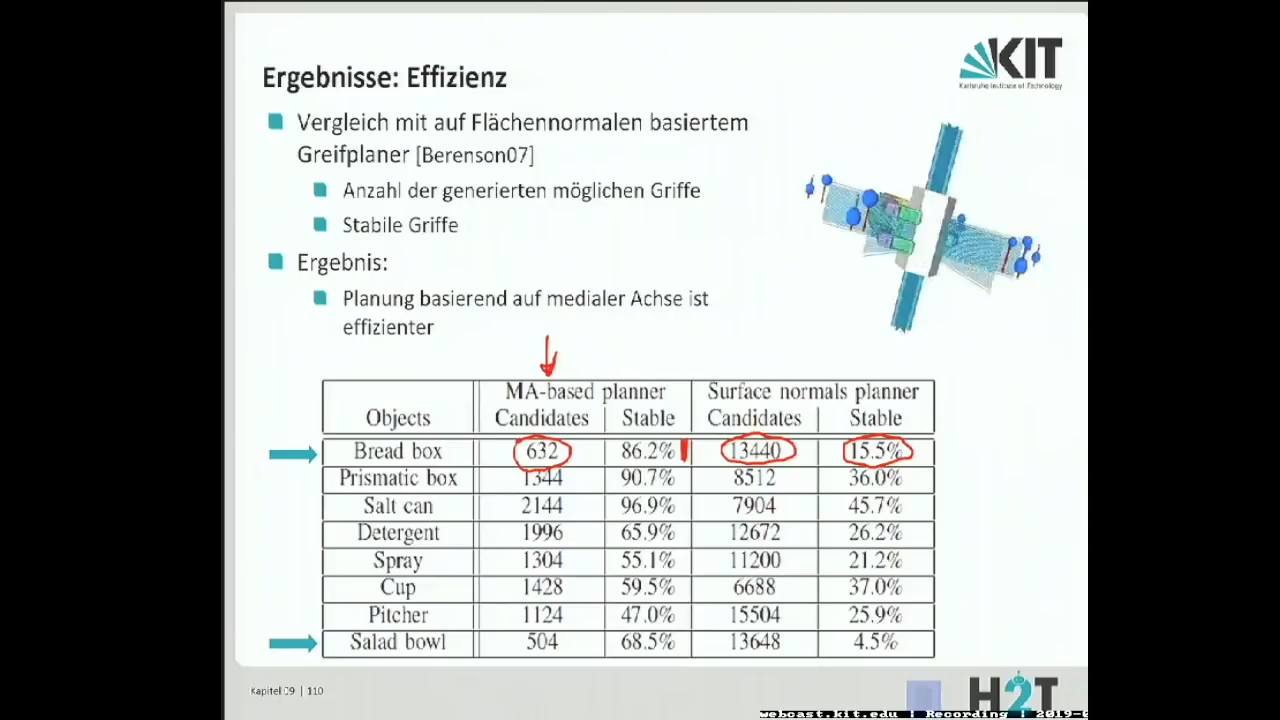 Ergebnisse: Effizienz
KIT
Karlsruhe Institute of Technology
Vergleich mit auf Flächennormalen basiertem
Greifplaner [Berenson07]
Anzahl der generierten möglichen Griffe
Stabile Griffe
Ergebnis:
Planung basierend auf medialer Achse ist
effizienter
MA-based planner Surface normals planner
Objects Candidates Stable Candidates Stable
Bread box 632 86.2% 13440 15.5%
Prismatic box 1344 90.7% 8512 36.0%
Salt can 2144 96.9% 7904 45.7%
Detergent 1996 65.9% 12672 26.2%
Spray 1304 55.1% 11200 21.2%
Cup 1428 59.5% 6688 37.0%
Pitcher 1124 47.0% 15504 25.9%
Salad bowl 504 68.5% 13648 4.5%
Kapitel 09 | 110
H2T
webcast.kit.edu | Recording | 2019-